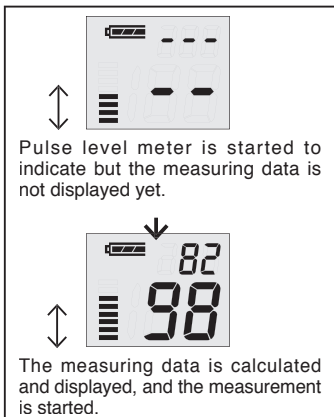 - - -
- -
Pulse level meter is started to
indicate but the measuring data is
not displayed yet.
82
98
The measuring data is calculated
and displayed, and the measurement
is started.